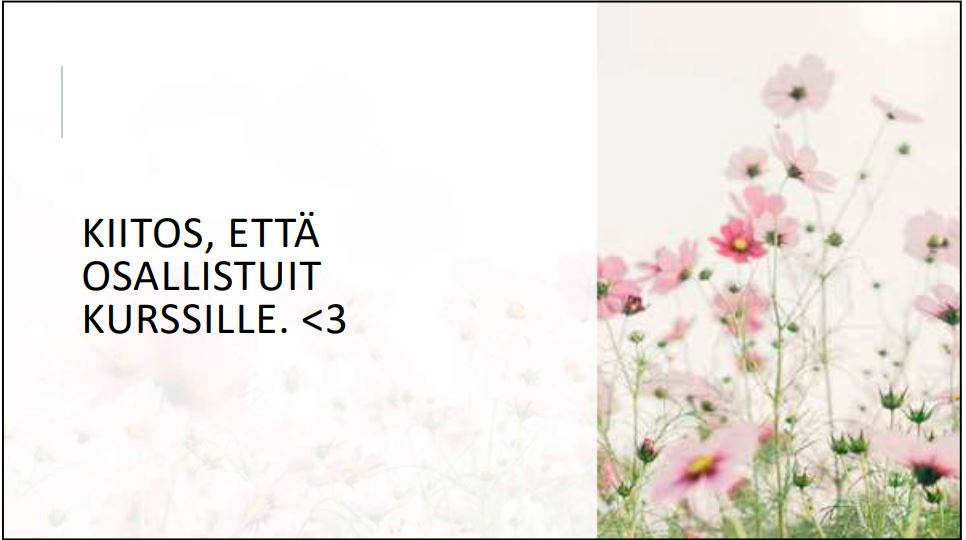 KIITOS, ETTÄ
OSALLISTUIT
KURSSILLE. <3